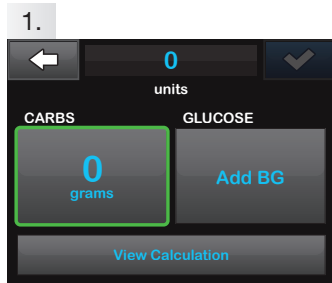 1.
0
units
CARBS GLUCOSE
0
grams
Add BG
View Calculation